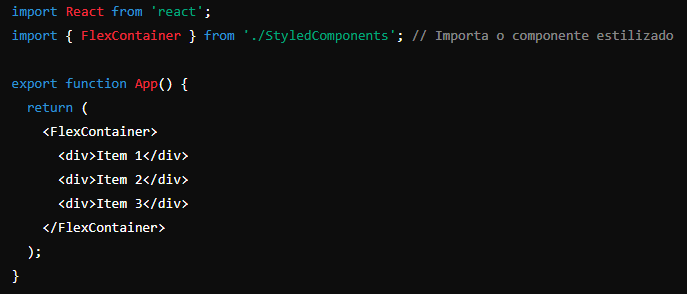 import React from 'react';
import { FlexContainer } from './StyledComponents'; // Importa o componente estilizado

export function App() {
  return (
    <FlexContainer>
      <div>Item 1</div>
      <div>Item 2</div>
      <div>Item 3</div>
    </FlexContainer>
  );
}